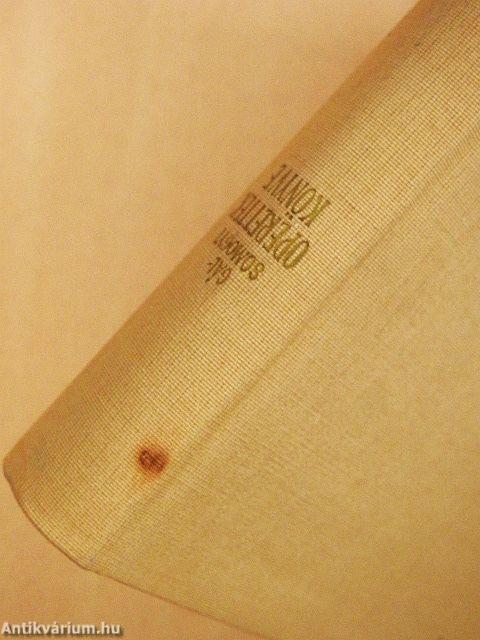 GÁL-
SOMOGYI
OPERETTEK
KÖNYVE
Antikvárium.hu